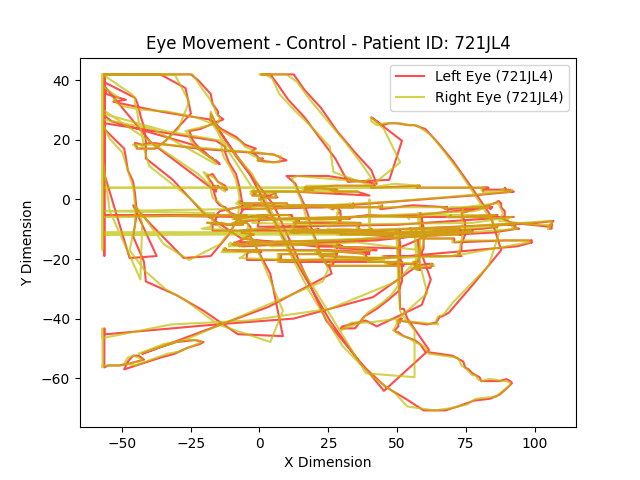 Eye Movement - Control - Patient ID: 721JL4
Left Eye (721JL4)
Right Eye (721JL4)
40
20
0
−20
−40
−60
Y Dimension
−50
−25
0
25
50
75
100
X Dimension